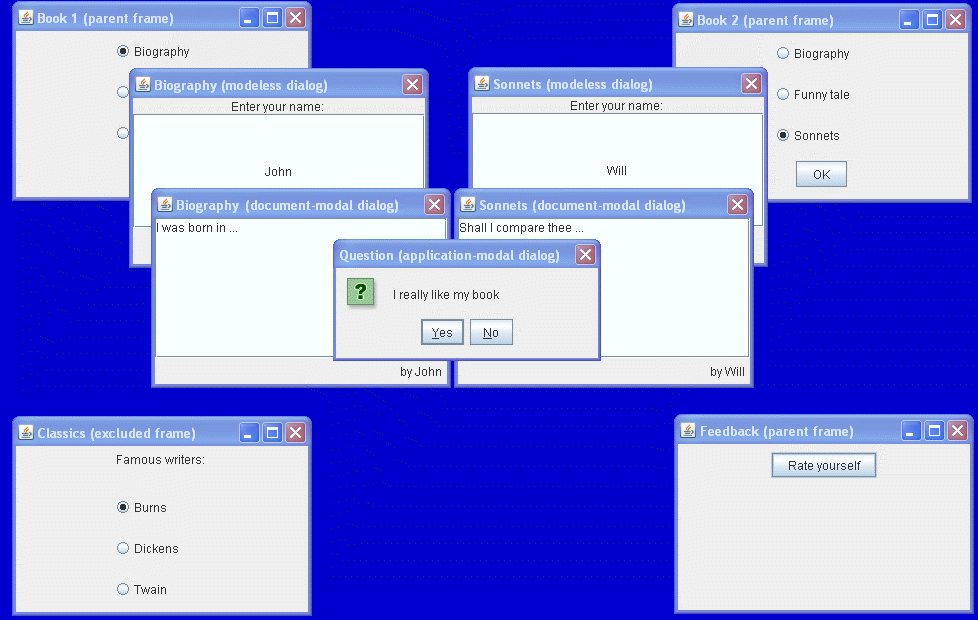 Book 1 (parent frame)
Biography
Book 2 (parent frame)
Biography
Funny tale
Sonnets
OK
Biography (modeless dialog)
Enter your name:
John
Sonnets (modeless dialog)
Enter your name:
Will
Biography (document-modal dialog)
I was born in ...
by John
Sonnets (document-modal dialog)
Shall I compare thee ...
by Will
Question (application-modal dialog)
?
I really like my book
Yes
No
Classics (excluded frame)
Famous writers:
Burns
Dickens
Twain
Feedback (parent frame)
Rate yourself